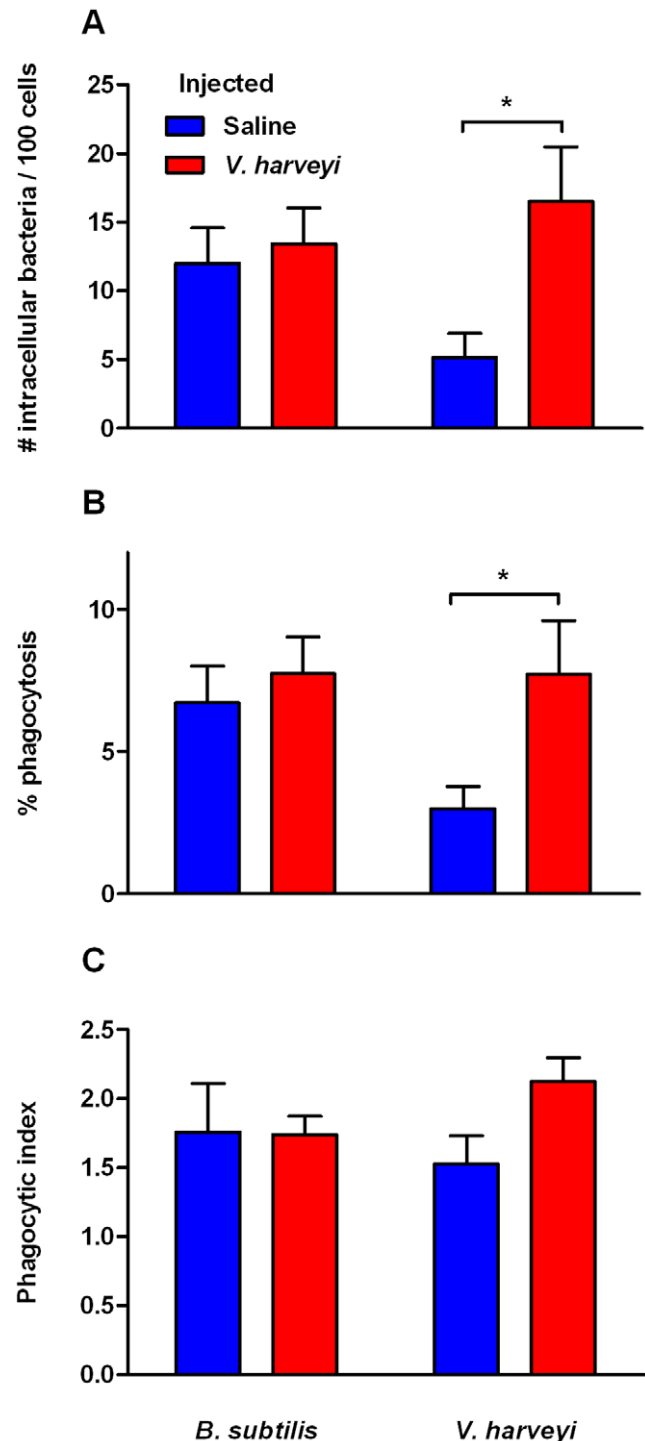 A
# intracellular bacteria / 100 cells
25
20
15
10
5
0
Injected
Saline
V. harveyi
*
B
% phagocytosis
10
5
0
*
C
Phagocytic index
2.5
2.0
1.5
1.0
0.5
0.0
B. subtilis V. harveyi